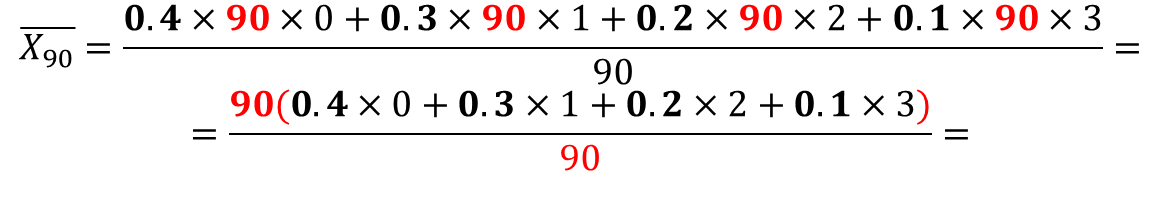 X₉₀ = 0.4 × 90 × 0 + 0.3 × 90 × 1 + 0.2 × 90 × 2 + 0.1 × 90 × 3 =
90
= 90(0.4 × 0 + 0.3 × 1 + 0.2 × 2 + 0.1 × 3) =
90